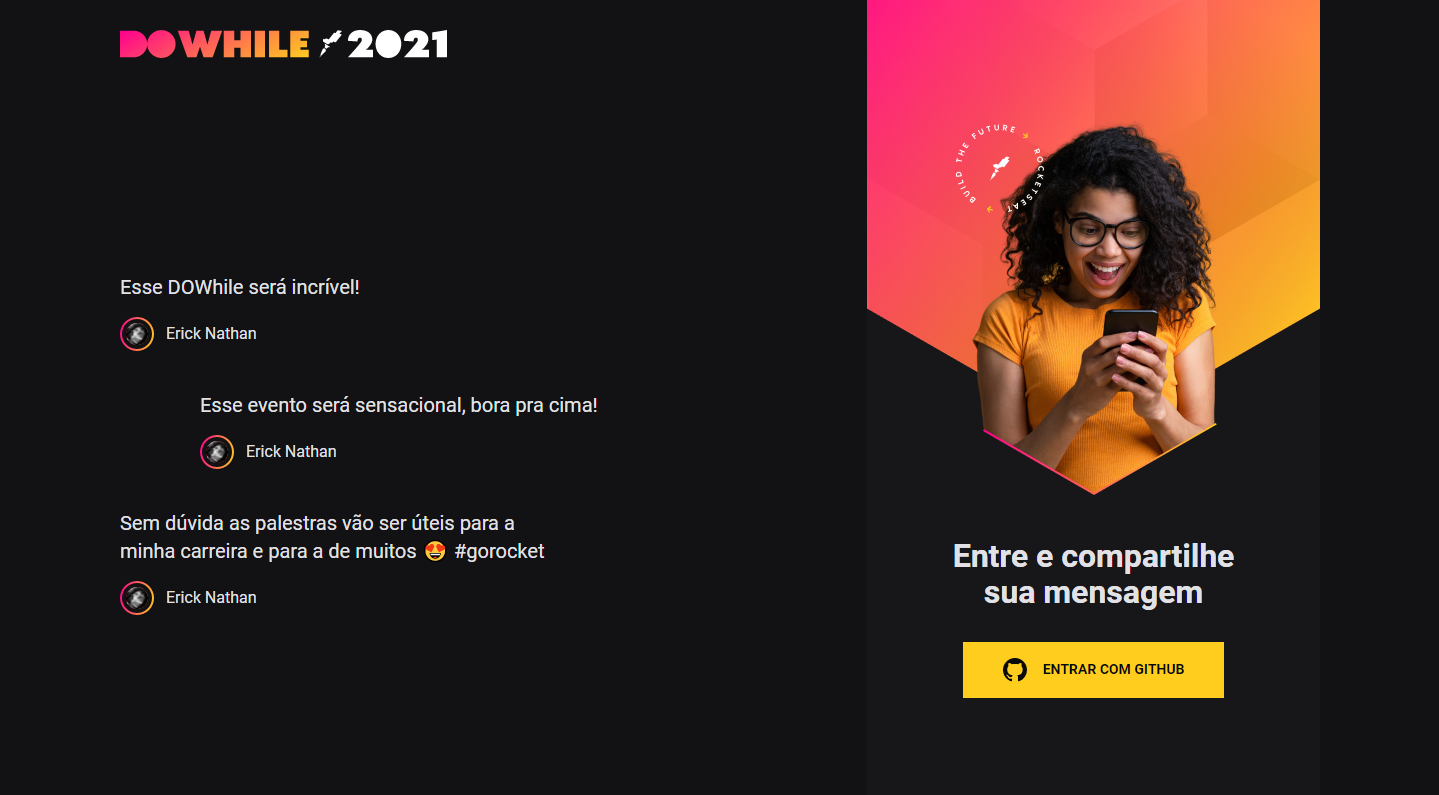 DOWHILE 2021
Esse DOWhile será incrível!
Erick Nathan
Esse evento será sensacional, bora pra cima!
Erick Nathan
Sem dúvida as palestras vão ser úteis para a
minha carreira e para a de muitos 😍 #gorocket
Erick Nathan
BUILD THE FUTURE → ROCKETSEAT →
Entre e compartilhe
sua mensagem
ENTRAR COM GITHUB